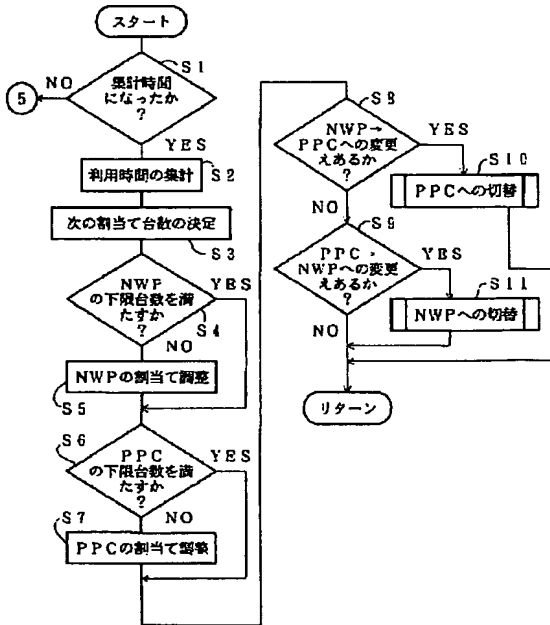 スタート
S1
NO
集計時間
になったか
?
5
YES
利用時間の集計
S2
次の割当て台数の決定
S3
NWP
の下限台数を満
たすか
?
YES
S4
NO
NWPの割当て調整
S5
S6
PPC
の下限台数を満
たすか
?
YES
NO
S7
PPCの割当て調整
S8
NWP→
PPCへの変更
えあるか
?
YES
S10
PPCへの切替
NO
S9
PPC→
NWPへの変更
えあるか
?
YES
S11
NWPへの切替
NO
リターン